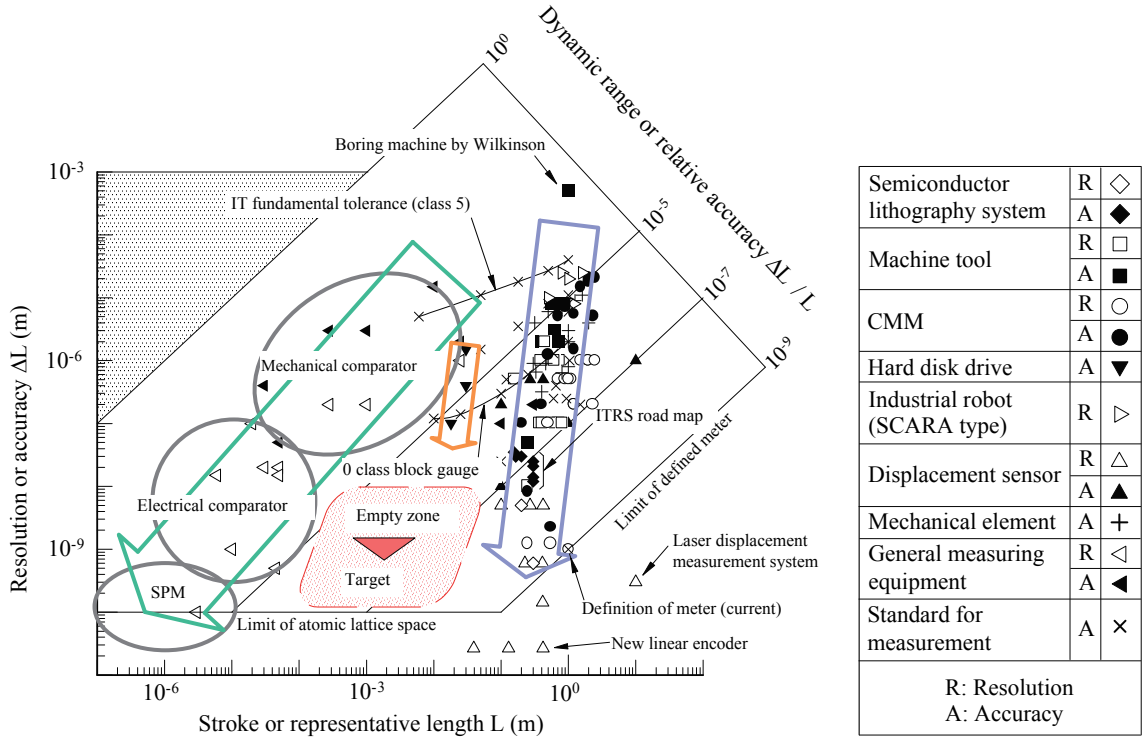 10^0
Dynamic range or relative accuracy ΔL / L
Boring machine by Wilkinson
10^-3
IT fundamental tolerance (class 5)
10^-5
10^-7
10^-9
Resolution or accuracy ΔL (m)
10^-6
Mechanical comparator
ITRS road map
0 class block gauge
Limit of defined meter
Electrical comparator
Empty zone
Target
10^-9
Laser displacement
measurement system
SPM
Definition of meter (current)
Limit of atomic lattice space
New linear encoder
10^-6
10^-3
10^0
Stroke or representative length L (m)
Semiconductor
lithography system
R
A
Machine tool
R
A
CMM
R
A
Hard disk drive
A
Industrial robot
(SCARA type)
R
Displacement sensor
R
A
Mechanical element
A
General measuring
equipment
R
A
Standard for
measurement
A
R: Resolution
A: Accuracy